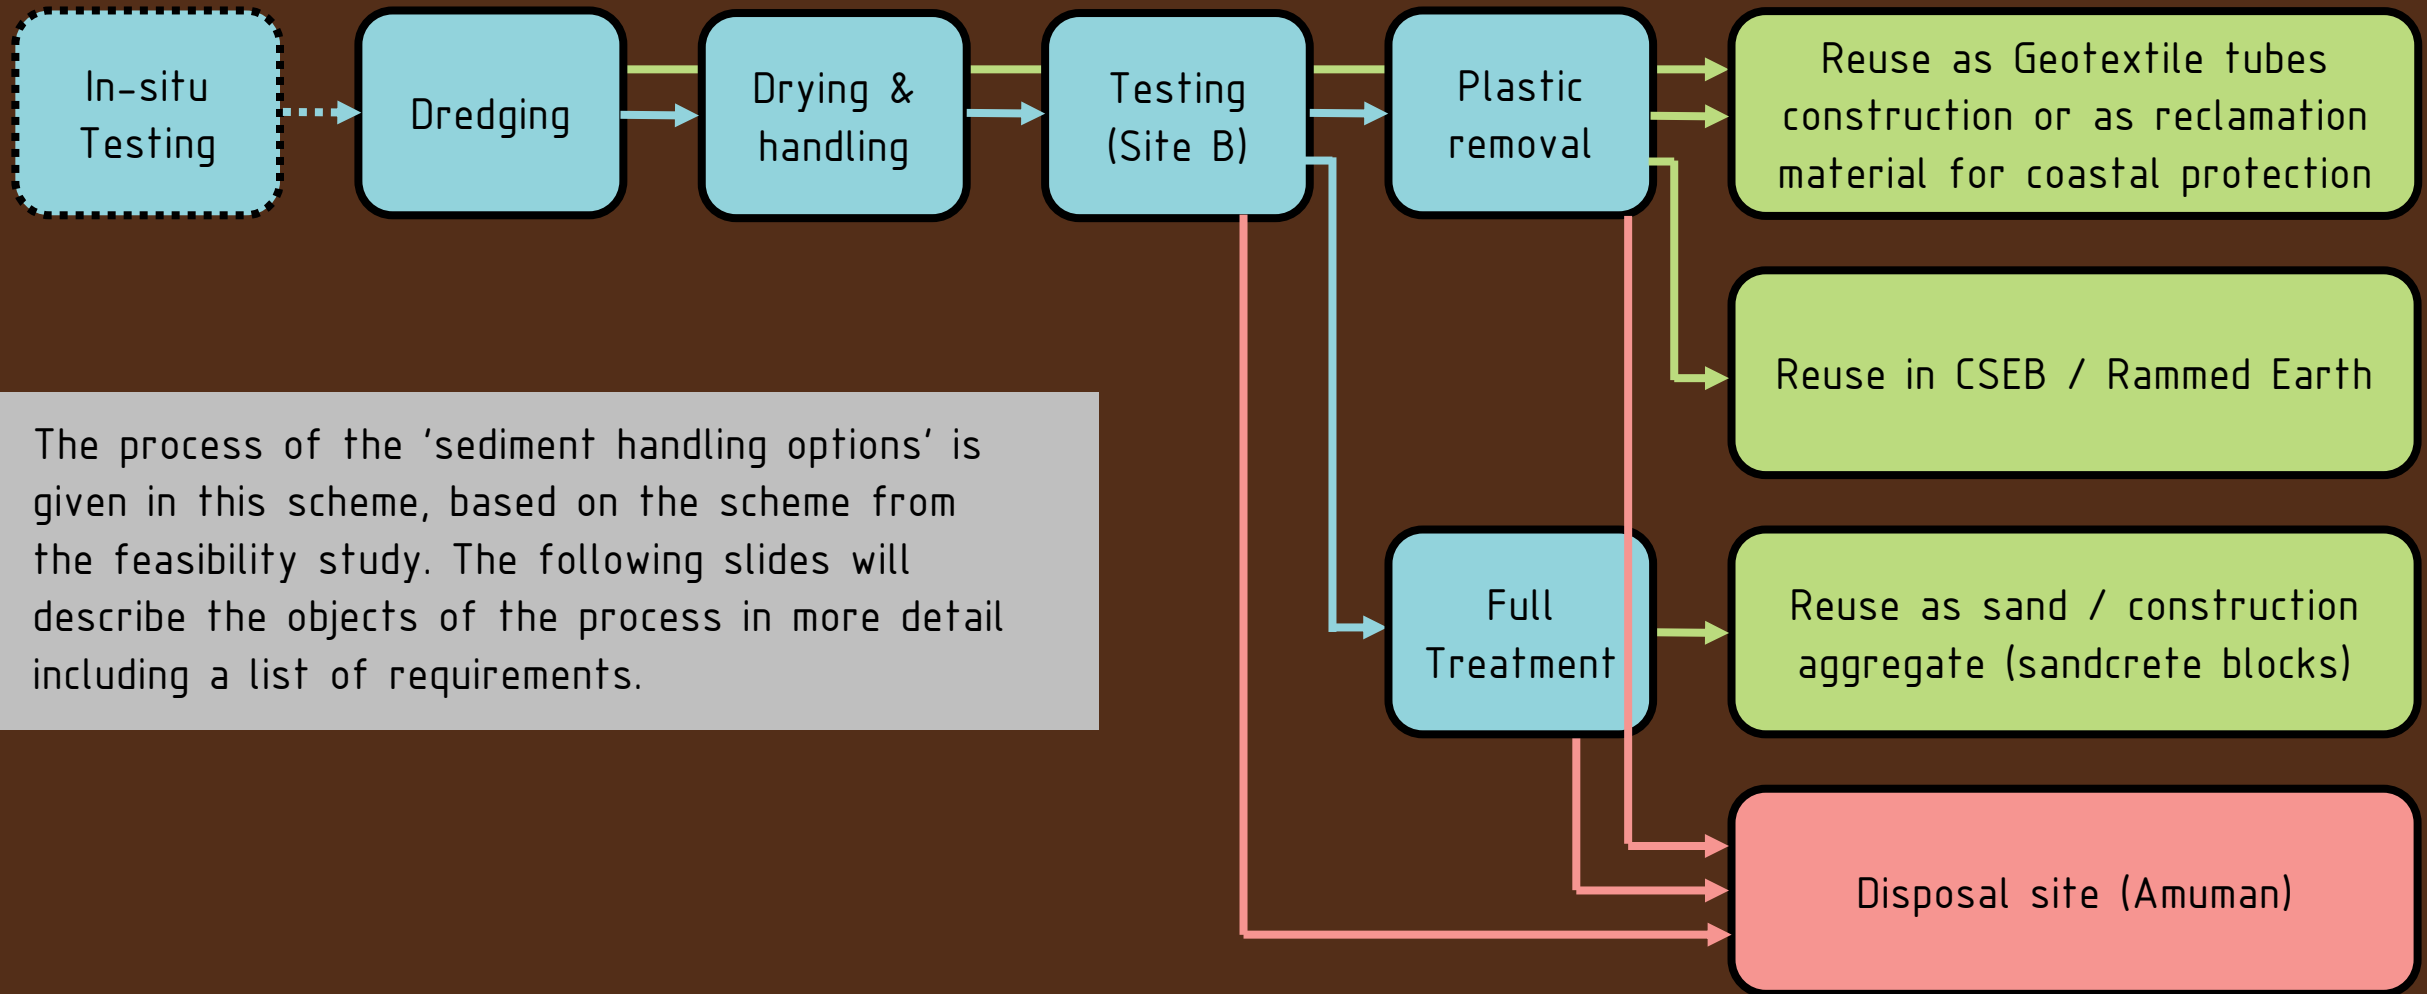 In-situ
Testing
Dredging
Drying &
handling
Testing
(Site B)
Plastic
removal
Reuse as Geotextile tubes
construction or as reclamation
material for coastal protection
Reuse in CSEB / Rammed Earth
The process of the ‘sediment handling options’ is
given in this scheme, based on the scheme from
the feasibility study. The following slides will
describe the objects of the process in more detail
including a list of requirements.
Full
Treatment
Reuse as sand / construction
aggregate (sandcrete blocks)
Disposal site (Amuman)